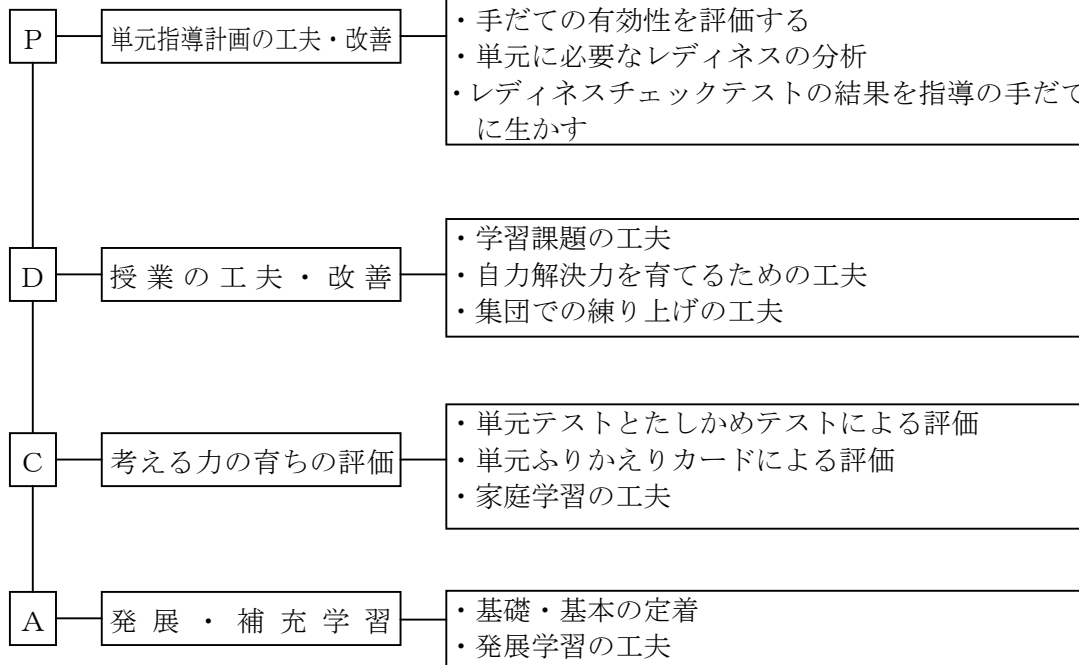 P
単元指導計画の工夫・改善
・手だての有効性を評価する
・単元に必要なレディネスの分析
・レディネスチェックテストの結果を指導の手だて
に生かす
D
授業の工夫・改善
・学習課題の工夫
・自力解決力を育てるための工夫
・集団での練り上げの工夫
C
考える力の育ちの評価
・単元テストとたしかめテストによる評価
・単元ふりかえりカードによる評価
・家庭学習の工夫
A
発展・補充学習
・基礎・基本の定着
・発展学習の工夫